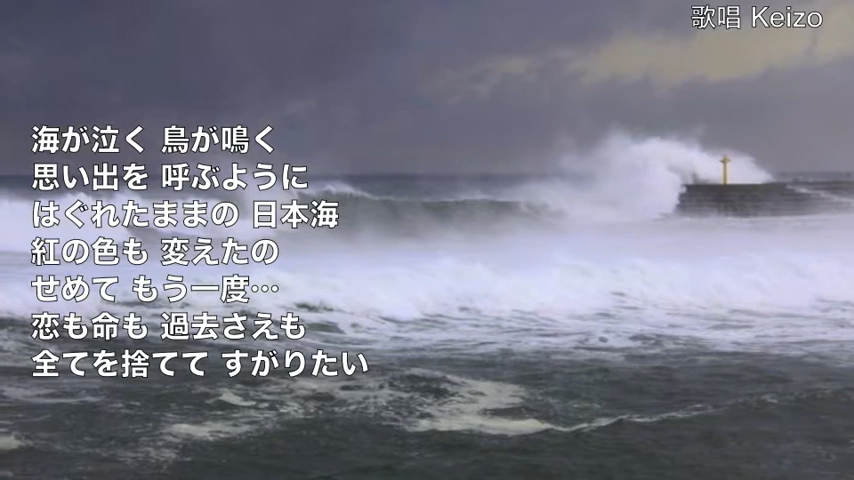 歌唱 Keizo
海が泣く 鳥が鳴く
思い出を 呼ぶように
はぐれたままの 日本海
紅の色も 変えたの
せめて もう一度…
恋も命も 過去さえも
全てを捨てて すがりたい